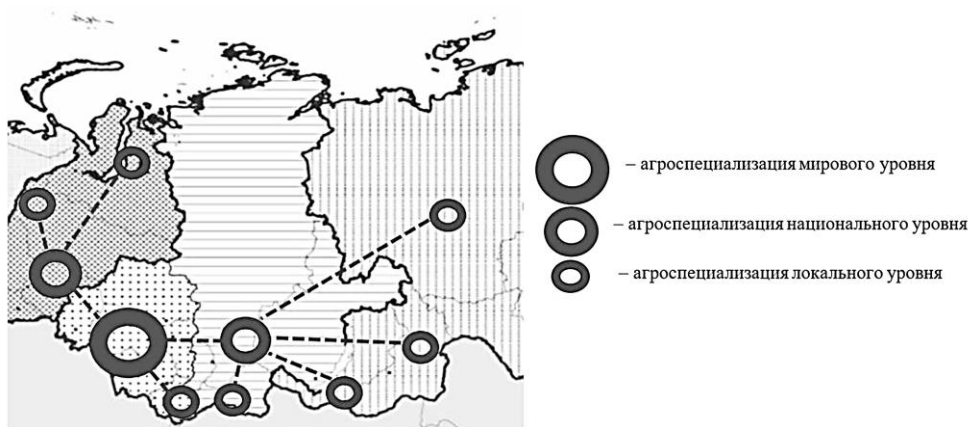 – агроспециализация мирового уровня
– агроспециализация национального уровня
– агроспециализация локального уровня